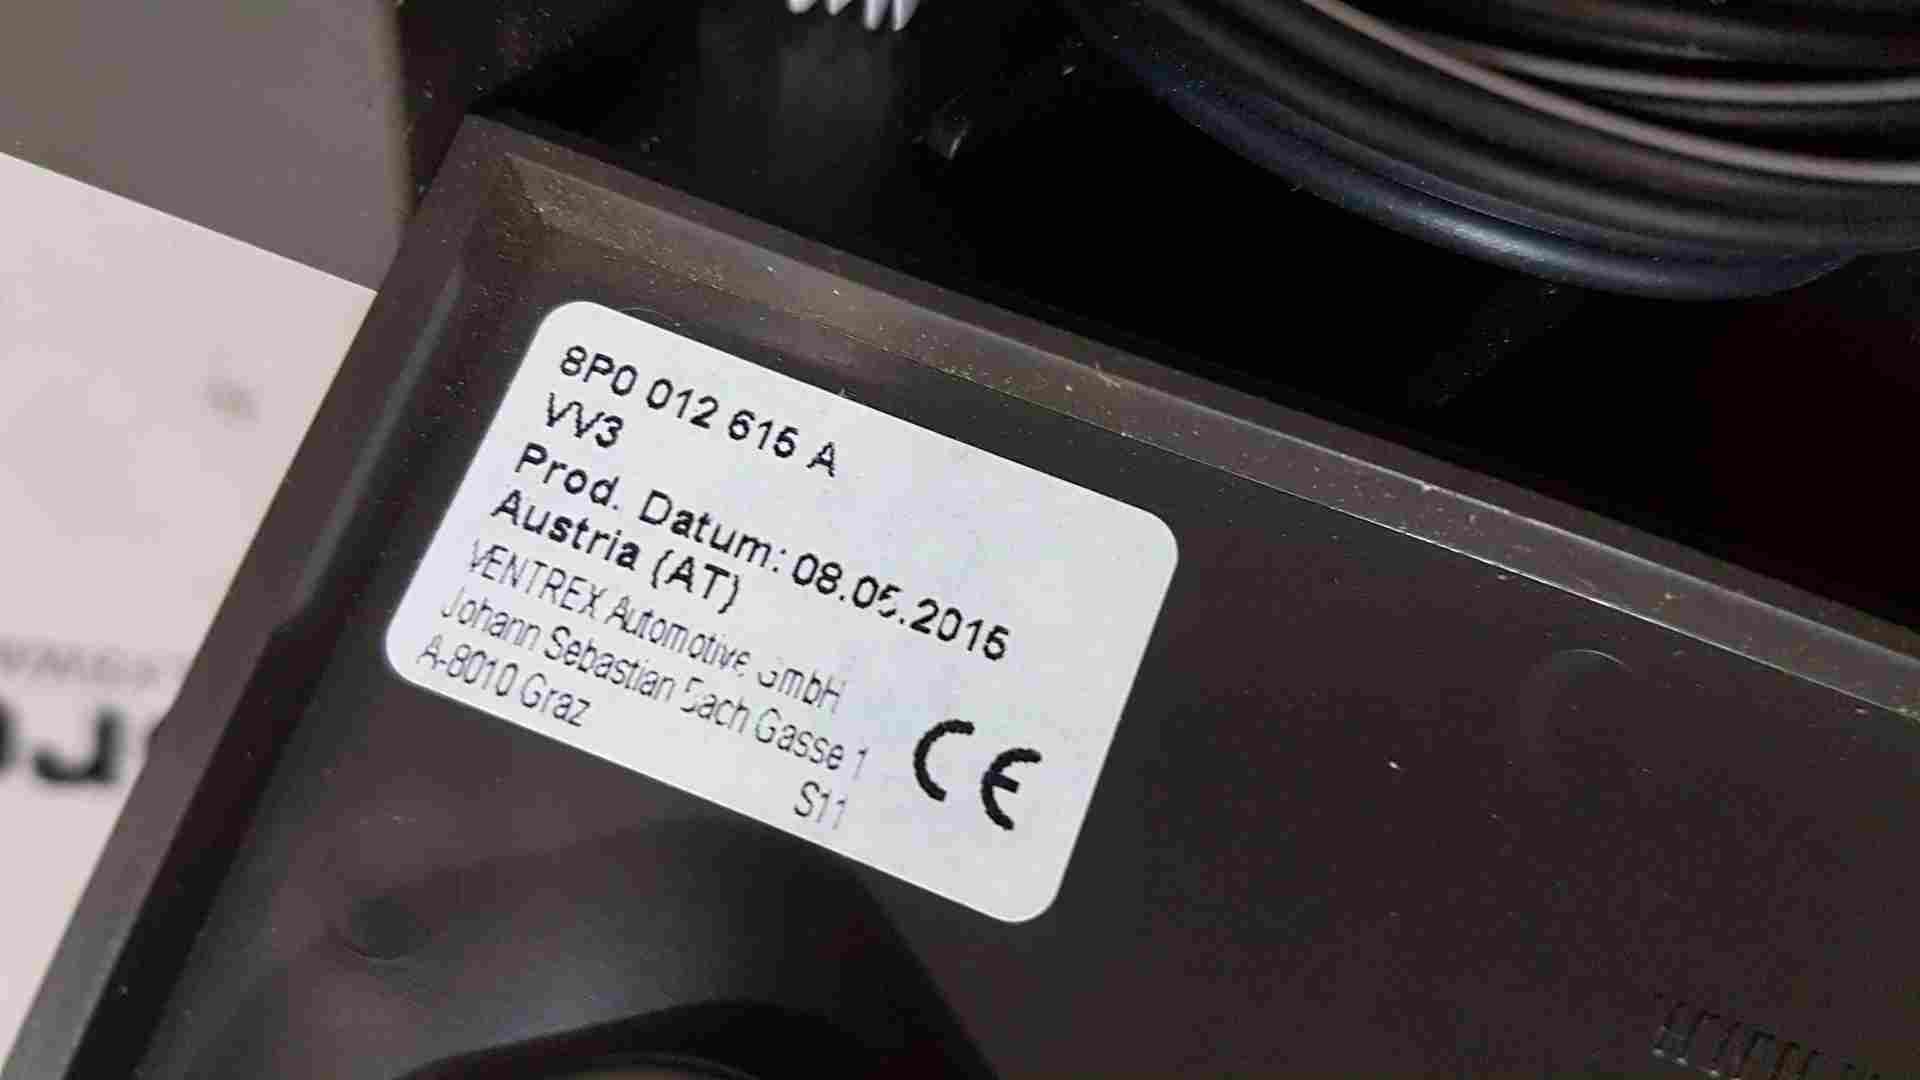 8P0 012 615 A
VV3
Prod. Datum: 08.05.2015
Austria (AT)
VENTREX Automotive GmbH
Johann Sebastian Bach Gasse 1
A-8010 Graz
S11
CE